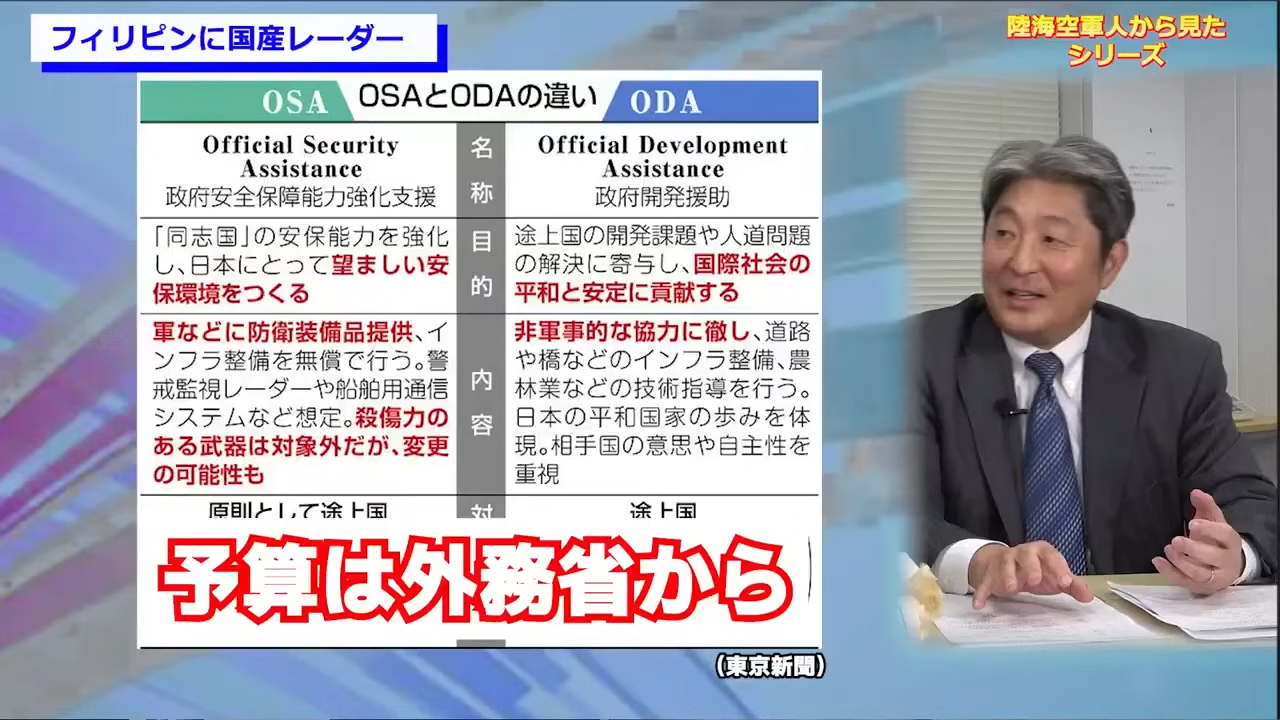 フィリピンに国産レーダー
陸海空軍人から見た
シリーズ
OSA
OSAとODAの違い
ODA
Official Security
Assistance
政府安全保障能力強化支援
名称
Official Development
Assistance
政府開発援助
「同志国」の安保能力を強化
し、日本にとって望ましい安
保環境をつくる
目的
途上国の開発課題や人道問題
の解決に寄与し、国際社会の
平和と安定に貢献する
軍などに防衛装備品提供、イ
ンフラ整備を無償で行う。警
戒監視レーダーや船舶用通信
システムなど想定。殺傷力の
ある武器は対象外だが、変更
の可能性も
内容
非軍事的な協力に徹し、道路
や橋などのインフラ整備、農
林業などの技術指導を行う。
日本の平和国家の歩みを体
現。相手国の意思や自主性を
重視
原則として途上国
対
途上国
予算は外務省から
(東京新聞)